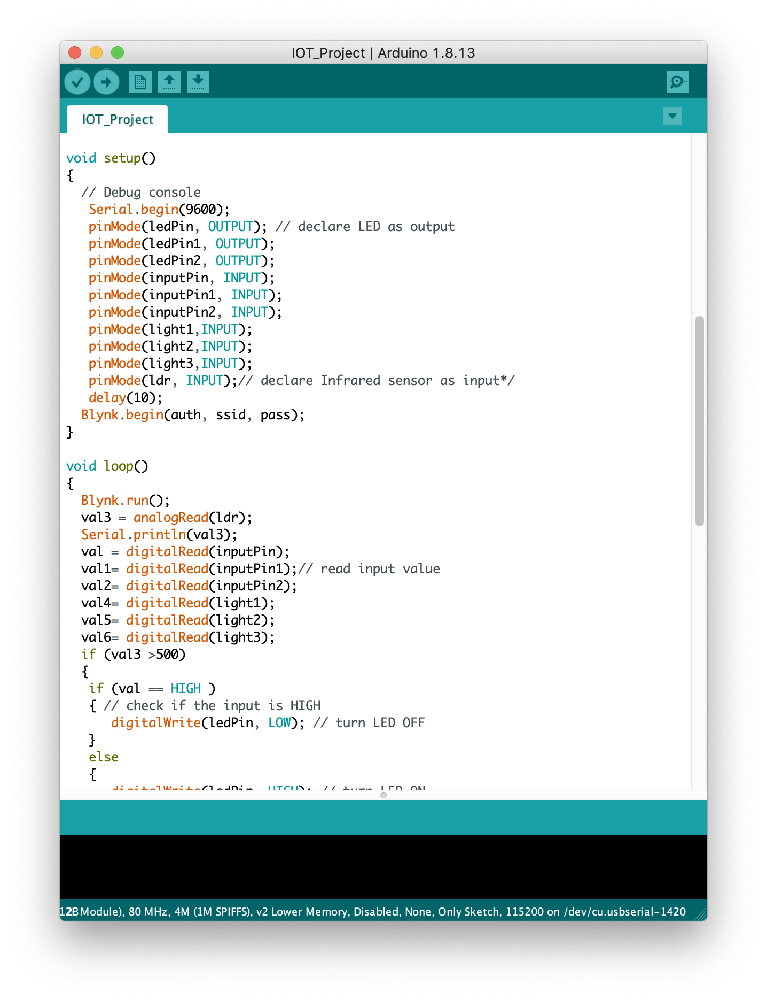 IOT_Project | Arduino 1.8.13
IOT_Project
void setup()
{
  // Debug console
   Serial.begin(9600);
   pinMode(ledPin, OUTPUT); // declare LED as output
   pinMode(ledPin1, OUTPUT);
   pinMode(ledPin2, OUTPUT);
   pinMode(inputPin, INPUT);
   pinMode(inputPin1, INPUT);
   pinMode(inputPin2, INPUT);
   pinMode(light1,INPUT);
   pinMode(light2,INPUT);
   pinMode(light3,INPUT);
   pinMode(ldr, INPUT);// declare Infrared sensor as input*/
   delay(10);
  Blynk.begin(auth, ssid, pass);
}
void loop()
{
  Blynk.run();
  val3 = analogRead(ldr);
  Serial.println(val3);
  val = digitalRead(inputPin);
  val1= digitalRead(inputPin1);// read input value
  val2= digitalRead(inputPin2);
  val4= digitalRead(light1);
  val5= digitalRead(light2);
  val6= digitalRead(light3);
  if (val3 >500)
  {
   if (val == HIGH )
   { // check if the input is HIGH
      digitalWrite(ledPin, LOW); // turn LED OFF
   }
   else
   {
      digitalWrite(ledPin, HIGH); // turn LED ON
Module), 80 MHz, 4M (1M SPIFFS), v2 Lower Memory, Disabled, None, Only Sketch, 115200 on /dev/cu.usbserial-1420